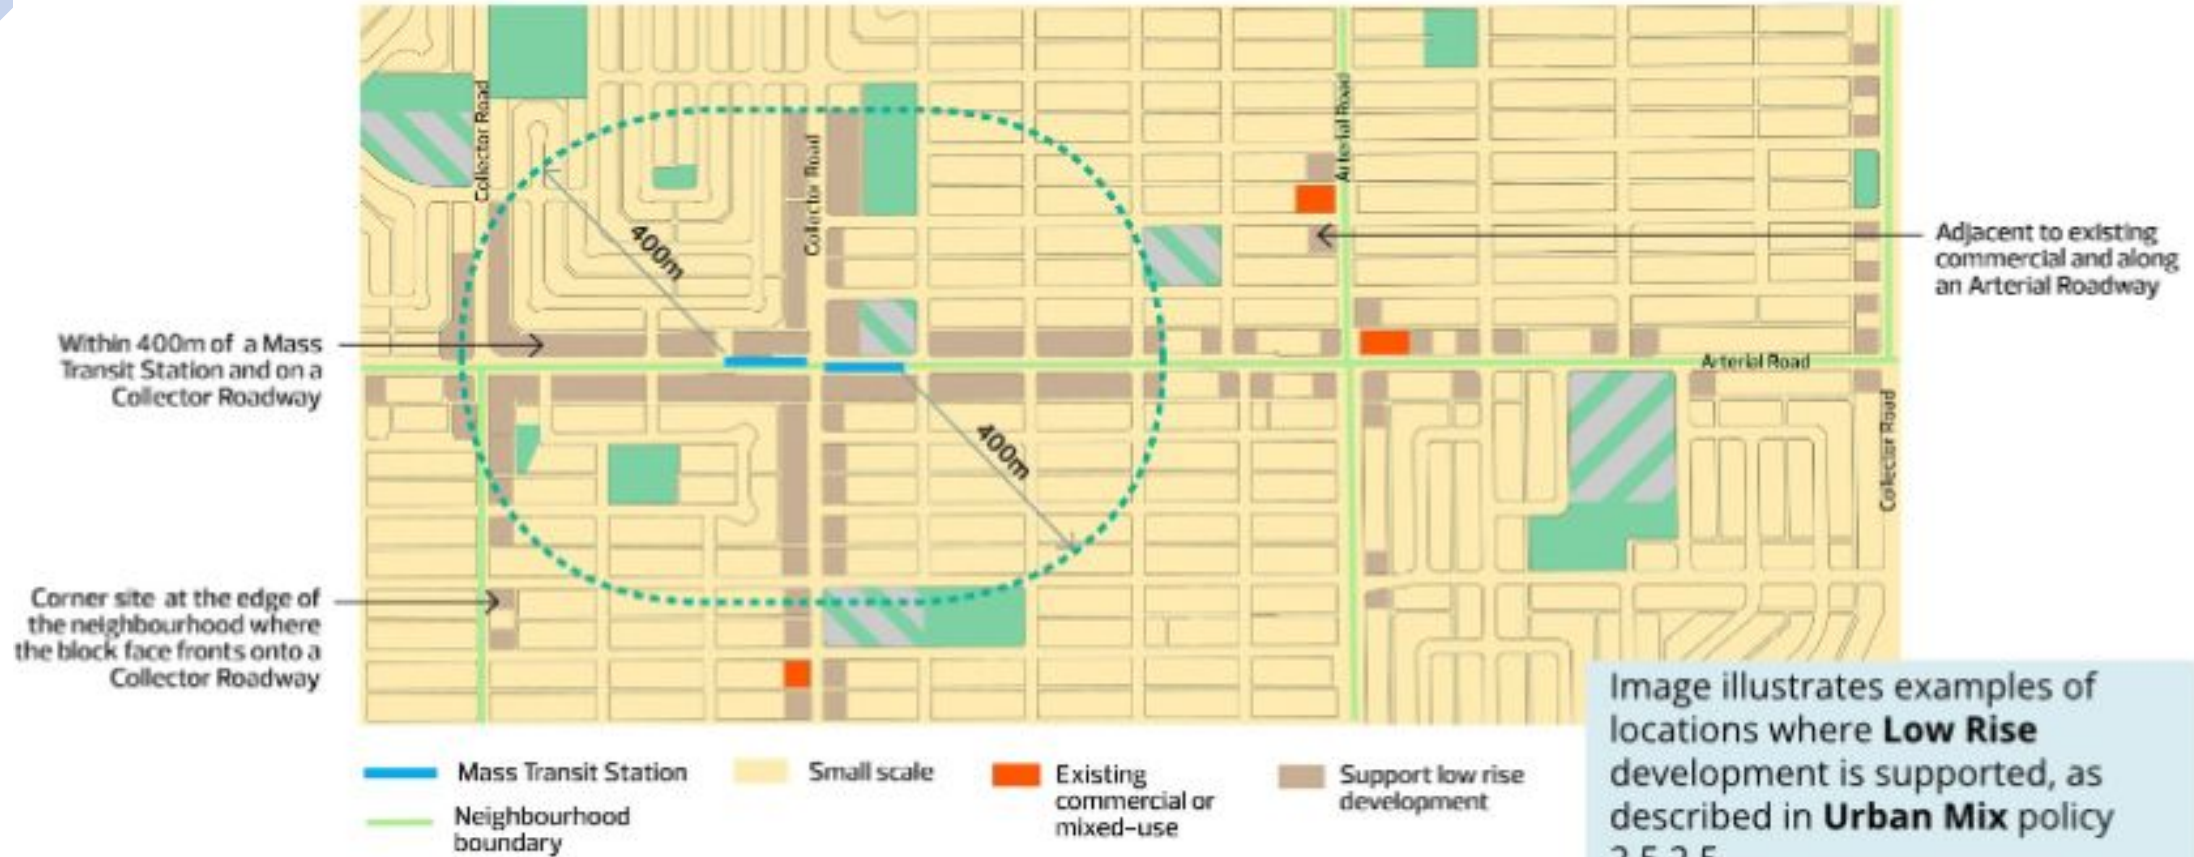 Collector Road
Collector Road
Arterial Road
400m
Adjacent to existing
commercial and along
an Arterial Roadway
Within 400m of a Mass
Transit Station and on a
Collector Roadway
Arterial Road
400m
Collector Road
Corner site at the edge of
the neighbourhood where
the block face fronts onto a
Collector Roadway
Mass Transit Station
Neighbourhood
boundary
Small scale
Existing
commercial or
mixed-use
Support low rise
development
Image illustrates examples of
locations where Low Rise
development is supported, as
described in Urban Mix policy